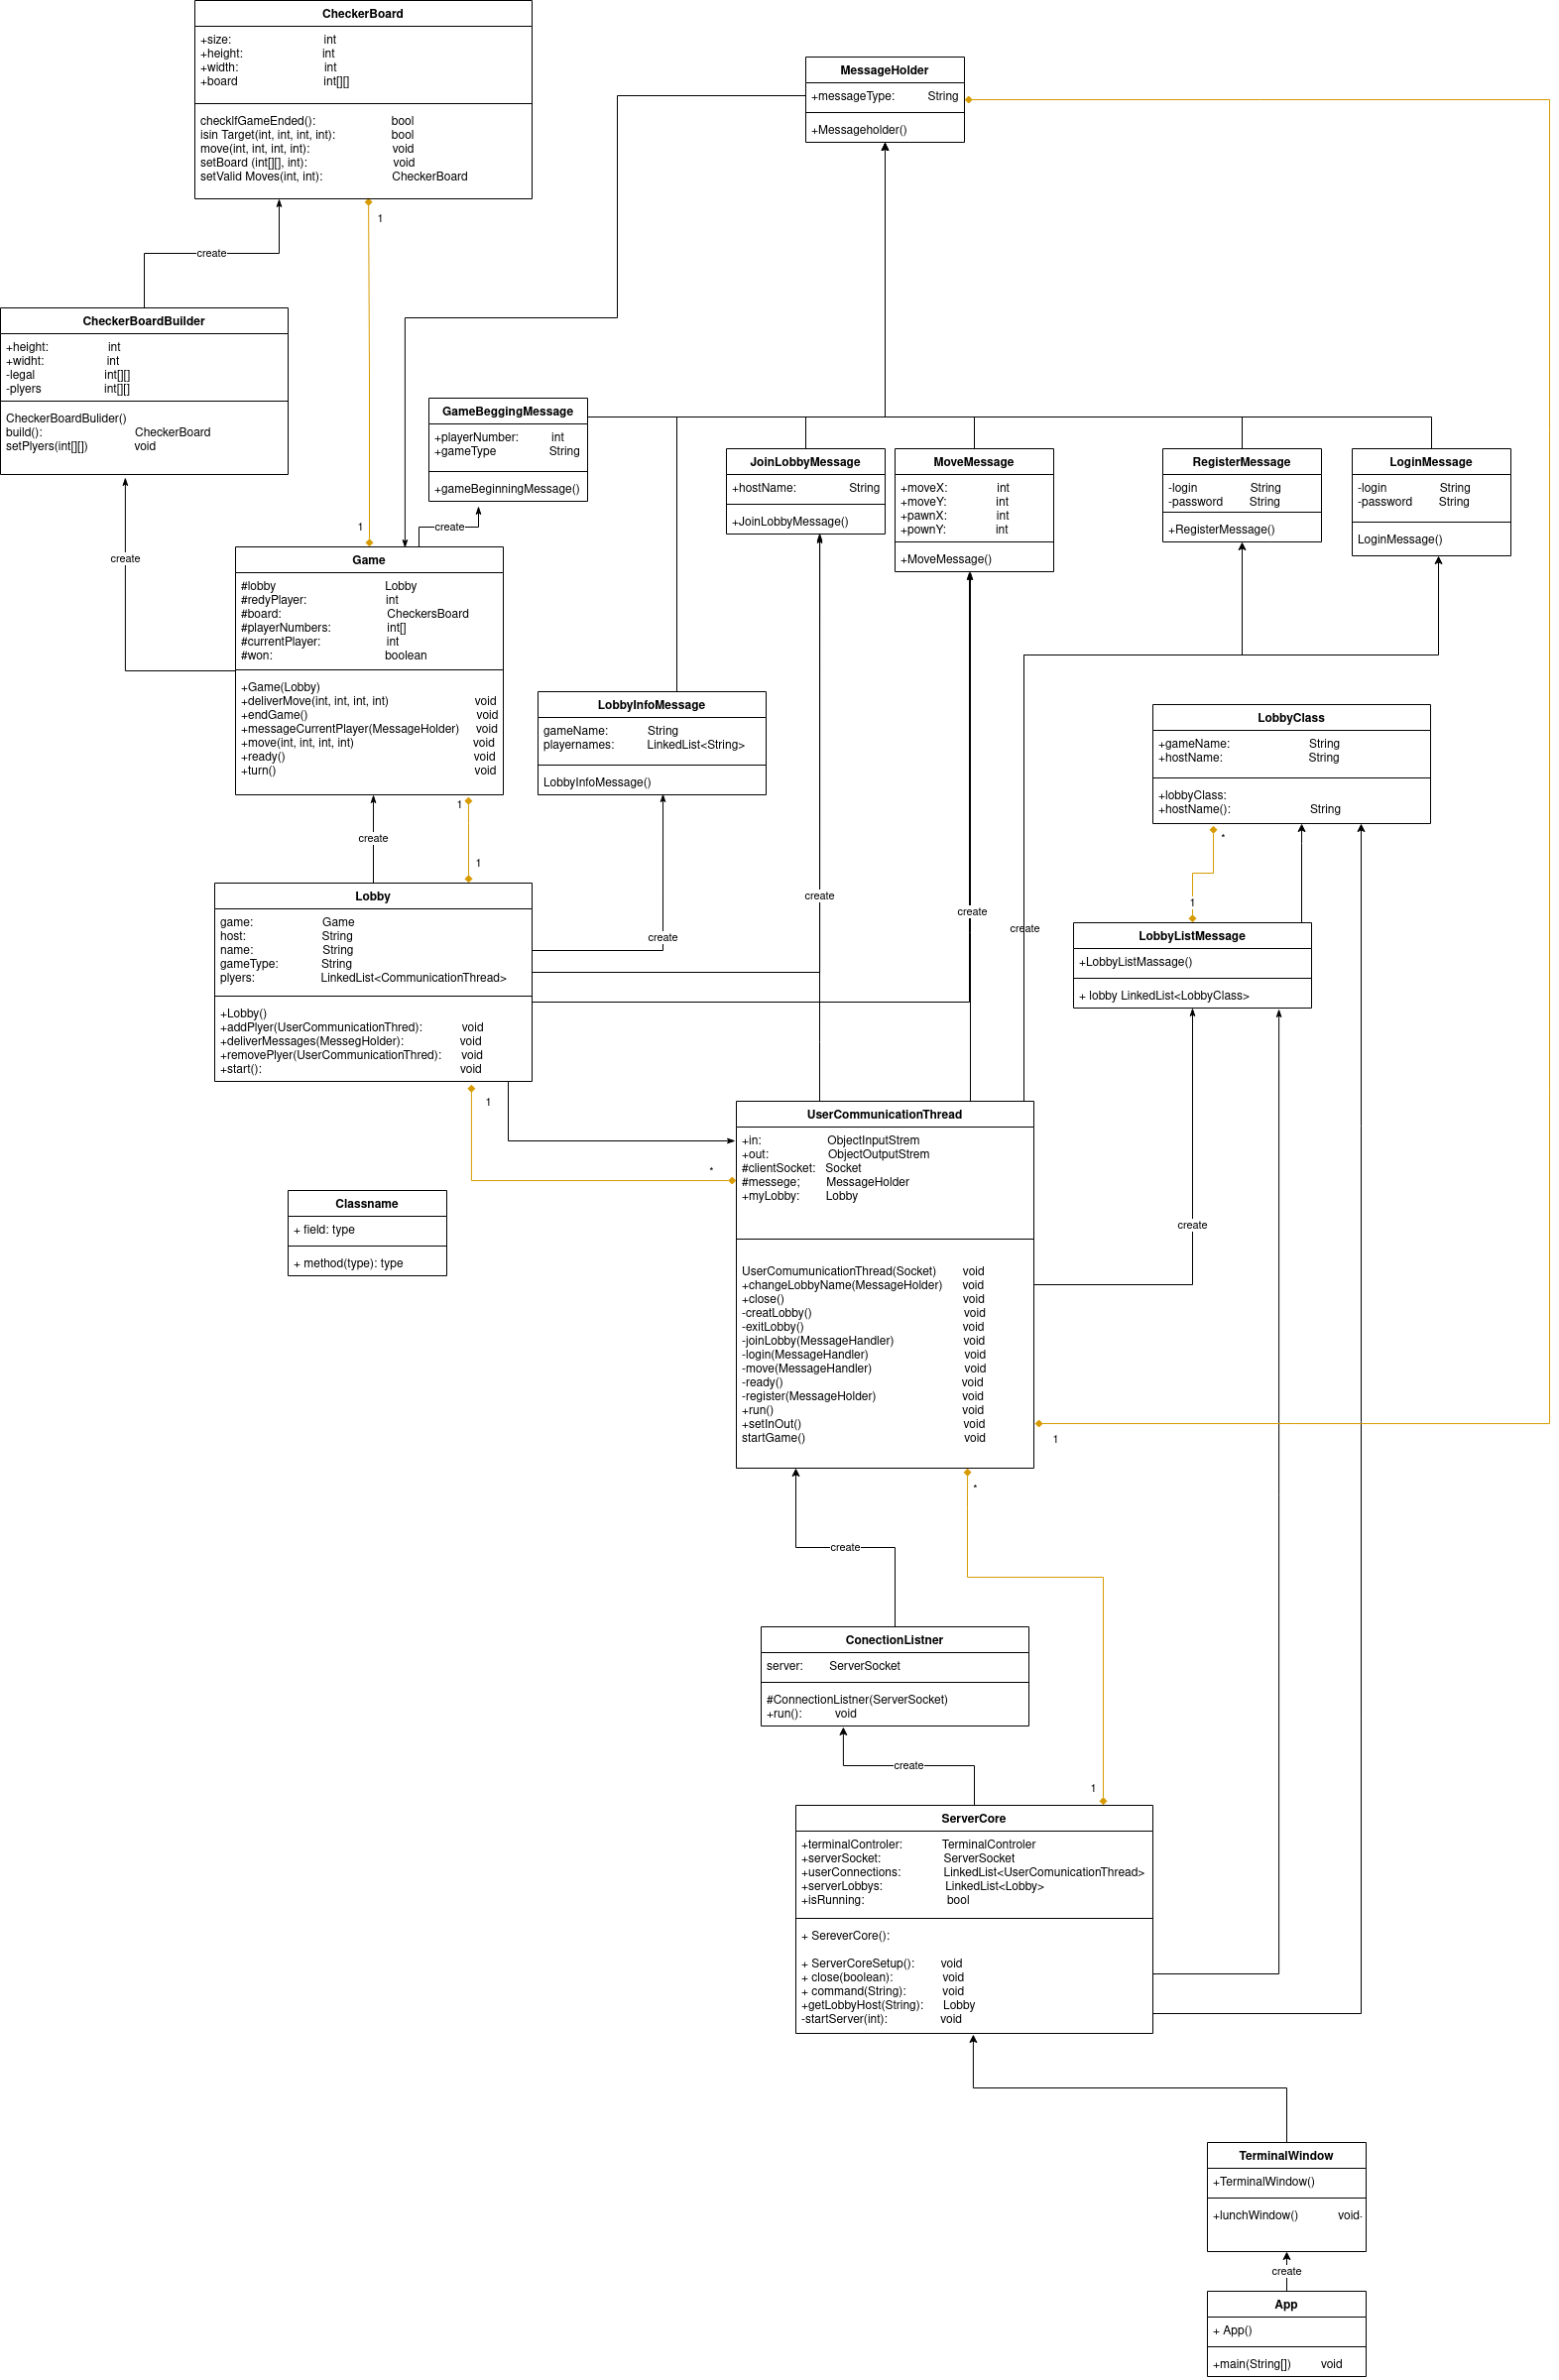 CheckerBoard
+size: int
+height: int
+width: int
+board int[][]
checkIfGameEnded(): bool
isin Target(int, int, int, int): bool
move(int, int, int, int): void
setBoard (int[][], int): void
setValid Moves(int, int): CheckerBoard
MessageHolder
+messageType: String
+Messageholder()
1
create
CheckerBoardBuilder
+height: int
+widht: int
-legal int[][]
-plyers int[][]
CheckerBoardBulider()
build(): CheckerBoard
setPlyers(int[][]) void
GameBeggingMessage
+playerNumber: int
+gameType String
+gameBeginningMessage()
JoinLobbyMessage
+hostName: String
+JoinLobbyMessage()
MoveMessage
+moveX: int
+moveY: int
+pawnX: int
+pownY: int
+MoveMessage()
RegisterMessage
-login String
-password String
+RegisterMessage()
LoginMessage
-login String
-password String
LoginMessage()
1
create
create
Game
#lobby Lobby
#redyPlayer: int
#board: CheckersBoard
#playerNumbers: int[]
#currentPlayer: int
#won: boolean
+Game(Lobby)
+deliverMove(int, int, int, int) void
+endGame() void
+messageCurrentPlayer(MessageHolder) void
+move(int, int, int, int) void
+ready() void
+turn() void
LobbyInfoMessage
gameName: String
playernames: LinkedList<String>
LobbyInfoMessage()
LobbyClass
+gameName: String
+hostName: String
+lobbyClass:
+hostName(): String
1
create
1
*
1
create
create
create
create
Lobby
game: Game
host: String
name: String
gameType: String
plyers: LinkedList<CommunicationThread>
+Lobby()
+addPlyer(UserCommunicationThred): void
+deliverMessages(MessegHolder): void
+removePlyer(UserCommunicationThred): void
+start(): void
LobbyListMessage
+LobbyListMassage()
+ lobby LinkedList<LobbyClass>
1
*
UserCommunicationThread
+in: ObjectInputStrem
+out: ObjectOutputStrem
#clientSocket: Socket
#messege; MessageHolder
+myLobby: Lobby
UserComumunicationThread(Socket) void
+changeLobbyName(MessageHolder) void
+close() void
-creatLobby() void
-exitLobby() void
-joinLobby(MessageHandler) void
-login(MessageHandler) void
-move(MessageHandler) void
-ready() void
-register(MessageHolder) void
+run() void
+setInOut() void
startGame() void
Classname
+ field: type
+ method(type): type
create
1
*
create
ConectionListner
server: ServerSocket
#ConnectionListner(ServerSocket)
+run(): void
create
1
ServerCore
+terminalControler: TerminalControler
+serverSocket: ServerSocket
+userConnections: LinkedList<UserComunicationThread>
+serverLobbys: LinkedList<Lobby>
+isRunning: bool
+ SereverCore():
+ ServerCoreSetup(): void
+ close(boolean): void
+ command(String): void
+getLobbyHost(String): Lobby
-startServer(int): void
TerminalWindow
+TerminalWindow()
+lunchWindow() void
create
App
+ App()
+main(String[]) void